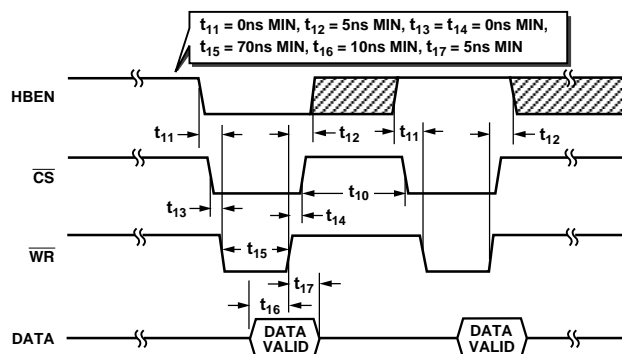 t11 = 0ns MIN, t12 = 5ns MIN, t13 = t14 = 0ns MIN,
t15 = 70ns MIN, t16 = 10ns MIN, t17 = 5ns MIN
HBEN
t11
t12
t11
t12
CS
t10
t13
t14
WR
t15
t17
t16
DATA
DATA
VALID
DATA
VALID